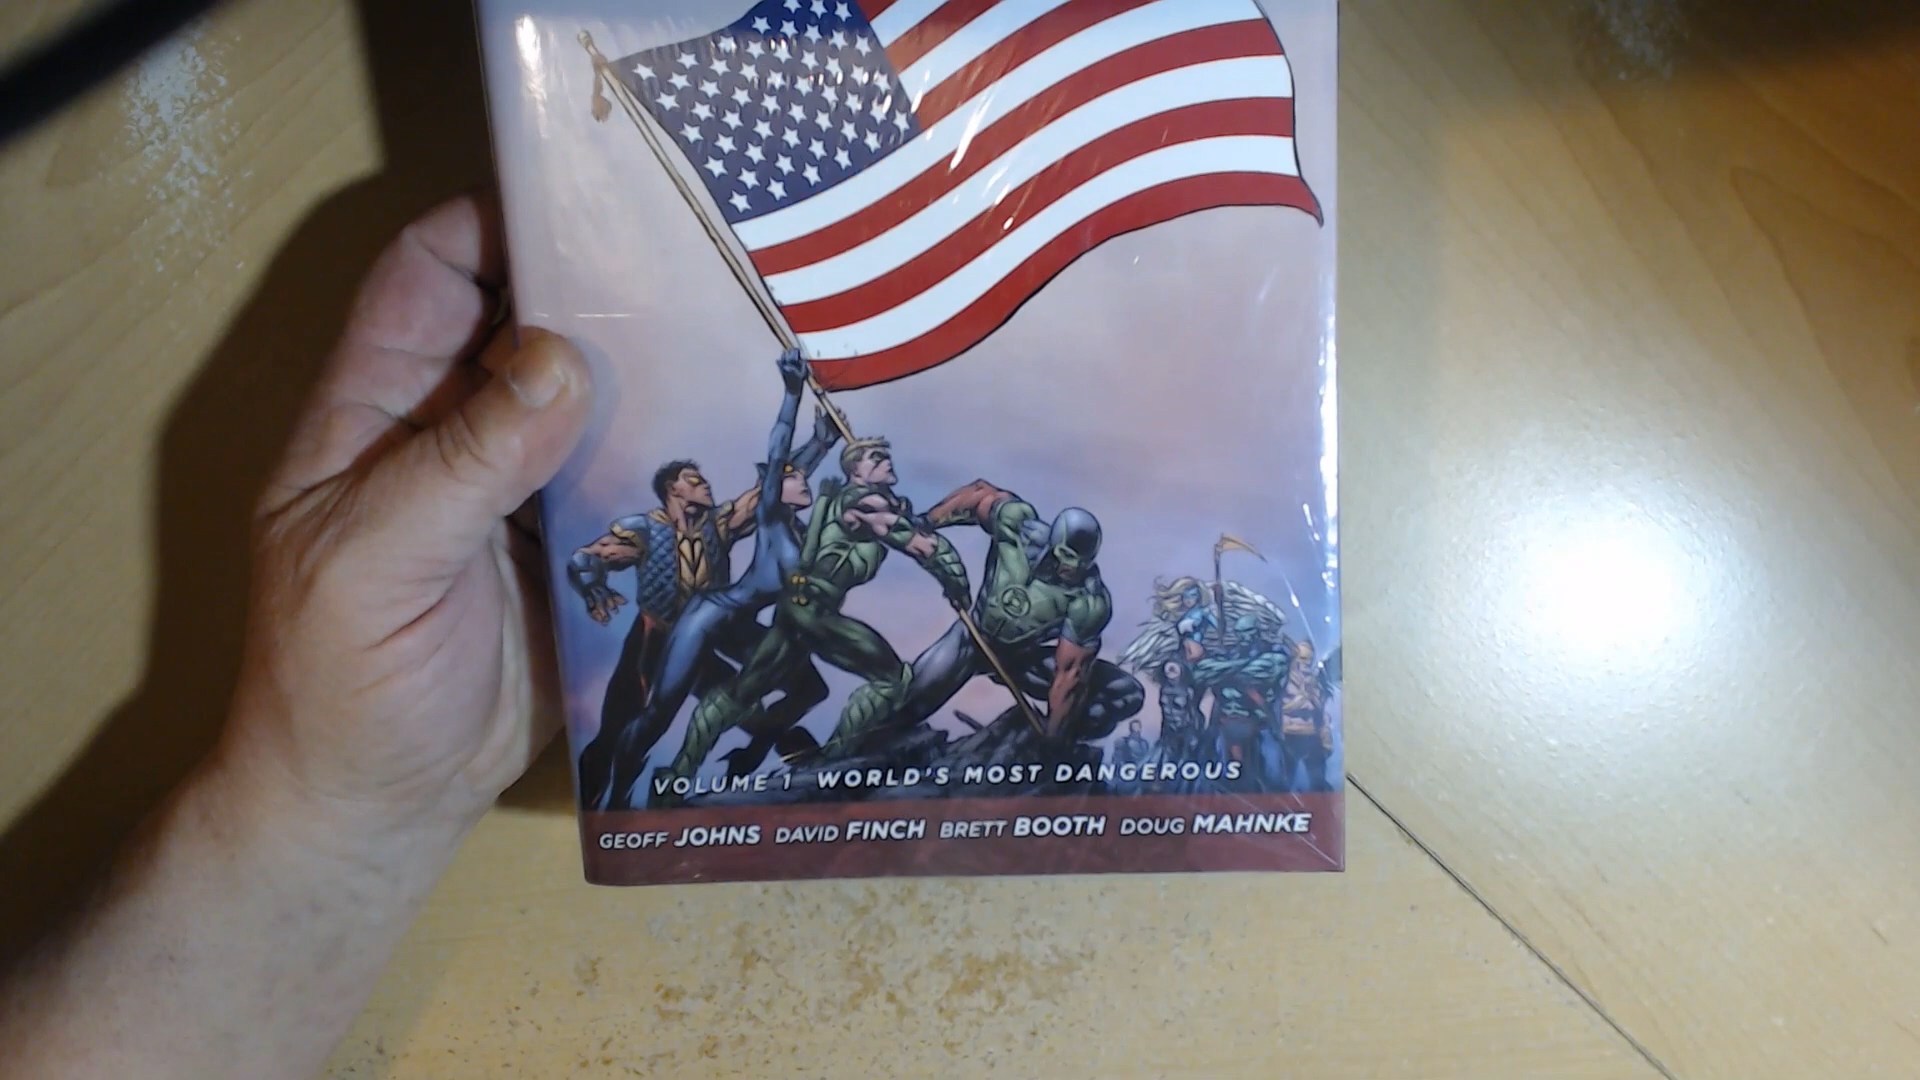 VOLUME 1 WORLD'S MOST DANGEROUS
GEOFF JOHNS DAVID FINCH BRETT BOOTH DOUG MAHNKE